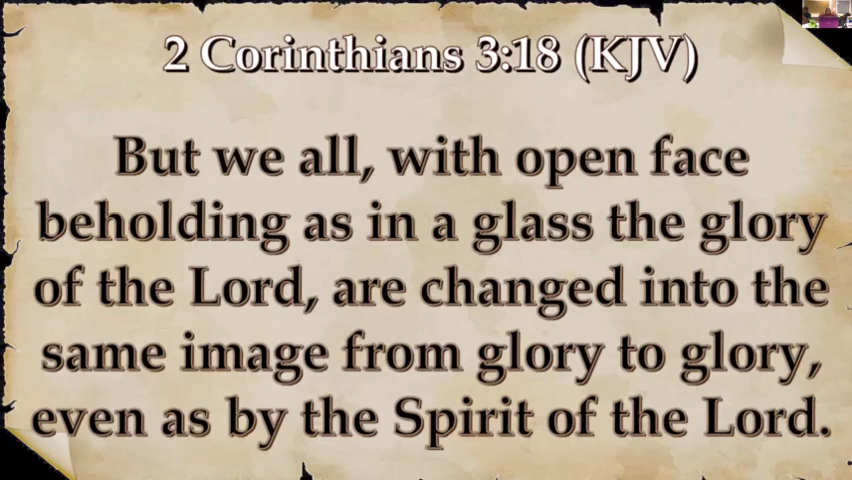 2 Corinthians 3:18 (KJV)
But we all, with open face
beholding as in a glass the glory
of the Lord, are changed into the
same image from glory to glory,
even as by the Spirit of the Lord.